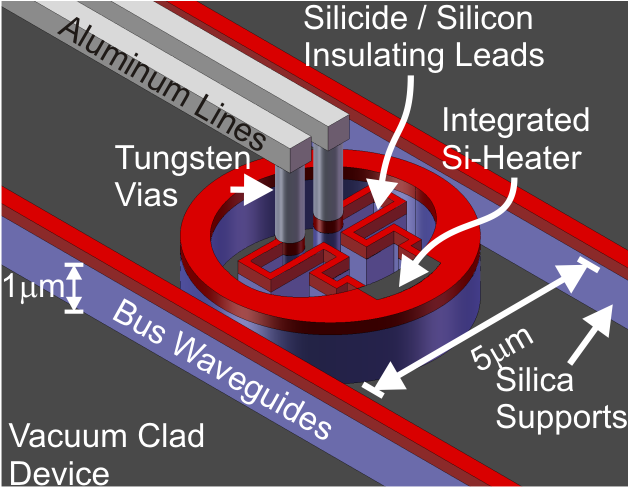 Silicide / Silicon
Insulating Leads
Aluminum Lines
Integrated
Si-Heater
Tungsten
Vias
1μm
Bus Waveguides
5μm
Silica
Supports
Vacuum Clad
Device